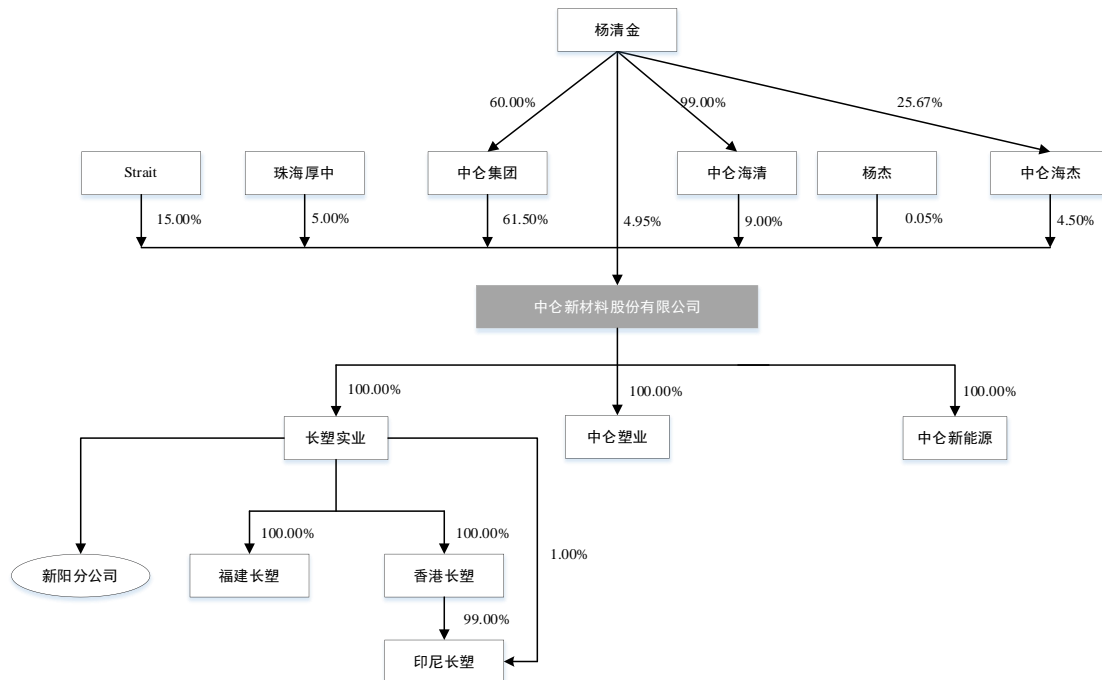 杨清金
60.00%
99.00%
25.67%
Strait
珠海厚中
中仑集团
中仑海清
杨杰
中仑海杰
15.00%
5.00%
61.50%
4.95%
9.00%
0.05%
4.50%
中仑新材料股份有限公司
100.00%
100.00%
100.00%
长塑实业
中仑塑业
中仑新能源
100.00%
100.00%
1.00%
新阳分公司
福建长塑
香港长塑
99.00%
印尼长塑